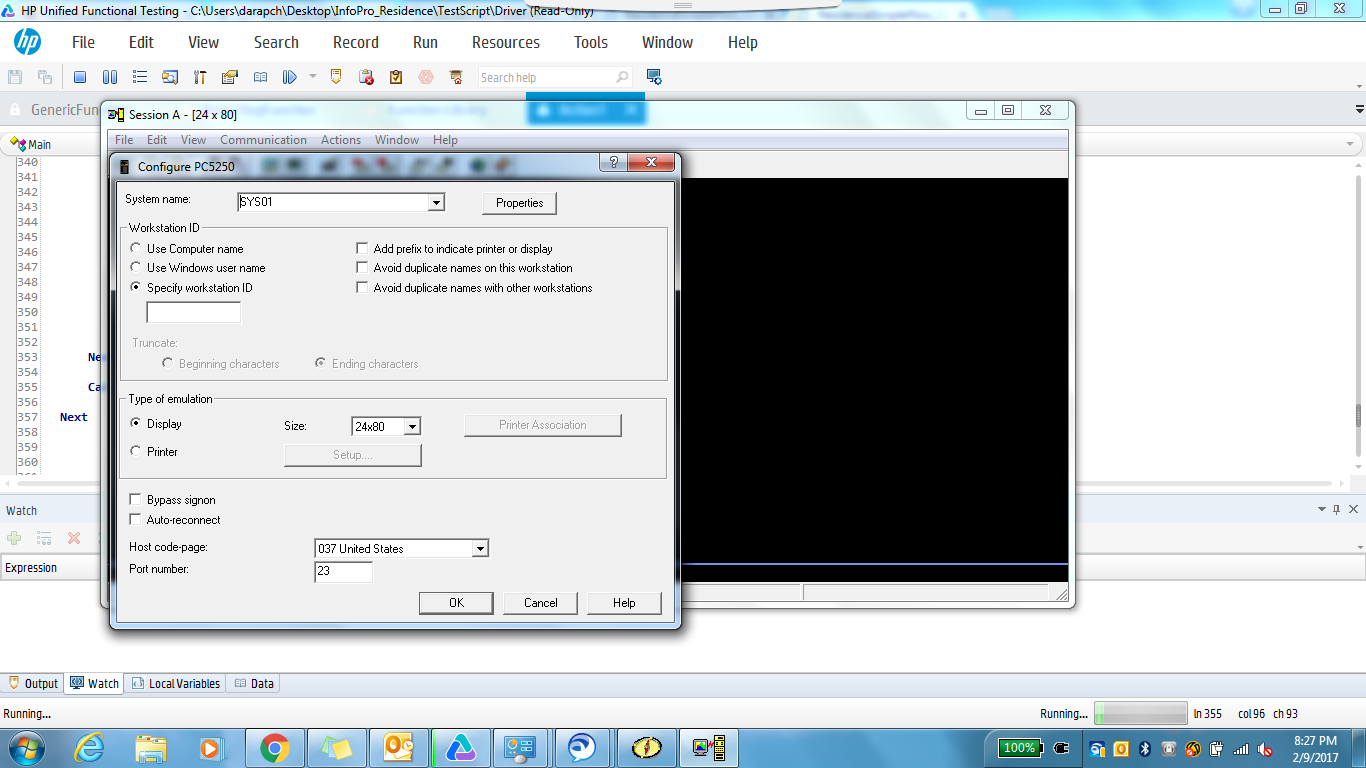 HP Unified Functional Testing - C:\Users\darapch\Desktop\InfoPro_Residence\TestScript\Driver (Read-Only)
hp File Edit View Search Record Run Resources Tools Window Help
Search help
GenericFun
Session A - [24 x 80]
File Edit View Communication Actions Window Help
Main
Configure PC5250
340
341
342
343
344
345
346
347
348
349
350
351
352
353 Ne
354
355 Ca
356
357 Next
358
359
360
System name: SYS01 Properties
Workstation ID
Use Computer name Add prefix to indicate printer or display
Use Windows user name Avoid duplicate names on this workstation
Specify workstation ID Avoid duplicate names with other workstations
Truncate:
Beginning characters Ending characters
Type of emulation
Display Size: 24x80 Printer Association
Printer Setup....
Bypass signon
Auto-reconnect
Host code-page: 037 United States
Port number: 23
OK Cancel Help
Watch
Expression
Output Watch Local Variables Data
Running... Running... ln 355 col 96 ch 93
100% 8:27 PM
2/9/2017